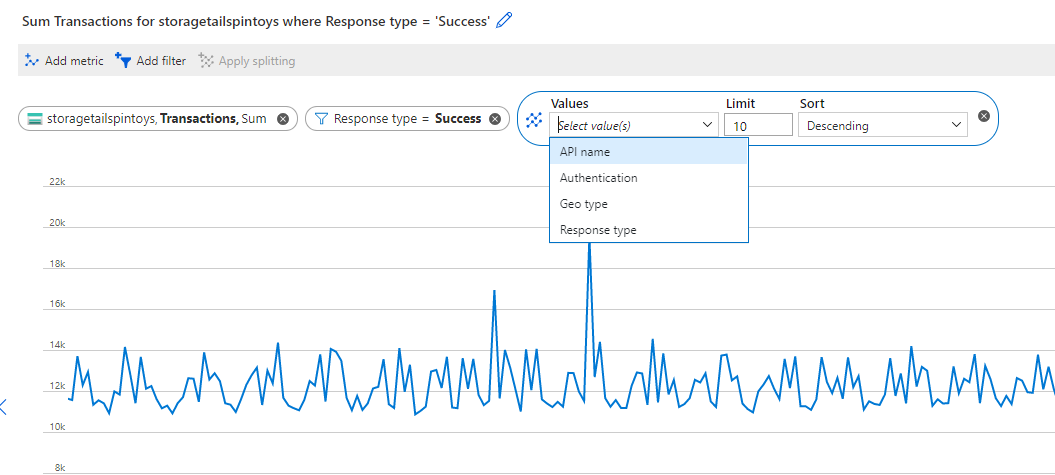 Sum Transactions for storagetailspintoys where Response type = 'Success'
Add metric Add filter Apply splitting
Values Limit Sort
storagetailspintoys, Transactions, Sum Response type = Success Select value(s) 10 Descending
API name
Authentication
Geo type
Response type
22k
20k
18k
16k
14k
12k
10k
8k